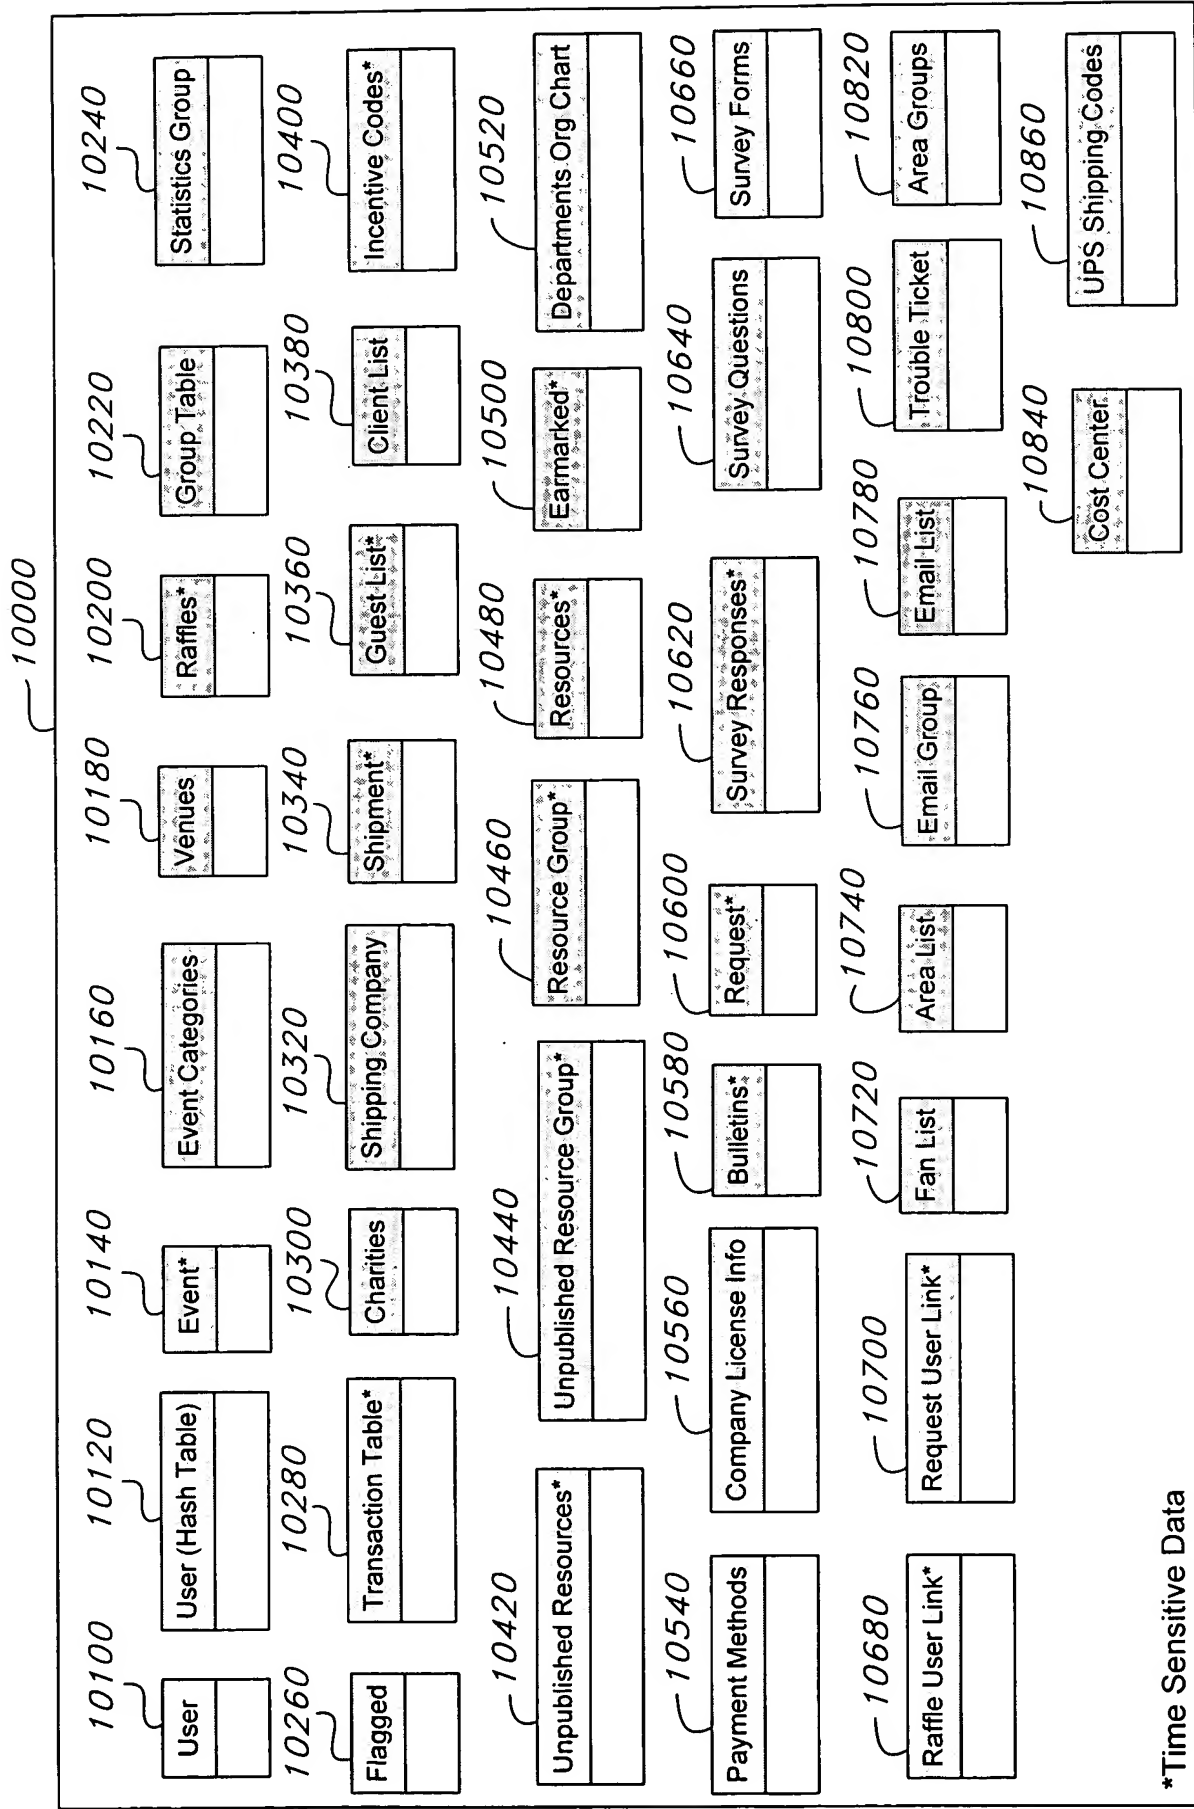 10000
10100 10120 10140 10160 10180 10200 10220 10240
User User (Hash Table) Event* Event Categories Venues Raffles* Group Table Statistics Group
10260 10280 10300 10320 10340 10360 10380 10400
Flagged Transaction Table* Charities Shipping Company Shipment* Guest List* Client List Incentive Codes*
10420 10440 10460 10480 10500 10520
Unpublished Resources* Unpublished Resource Group* Resource Group* Resources* Earmarked* Departments Org Chart
10540 10560 10580 10600 10620 10640 10660
Payment Methods Company License Info Bulletins* Request* Survey Responses* Survey Questions Survey Forms
10680 10700 10720 10740 10760 10780 10800 10820
Raffle User Link* Request User Link* Fan List Area List Email Group Email List Trouble Ticket Area Groups
10840 10860
Cost Center UPS Shipping Codes
*Time Sensitive Data